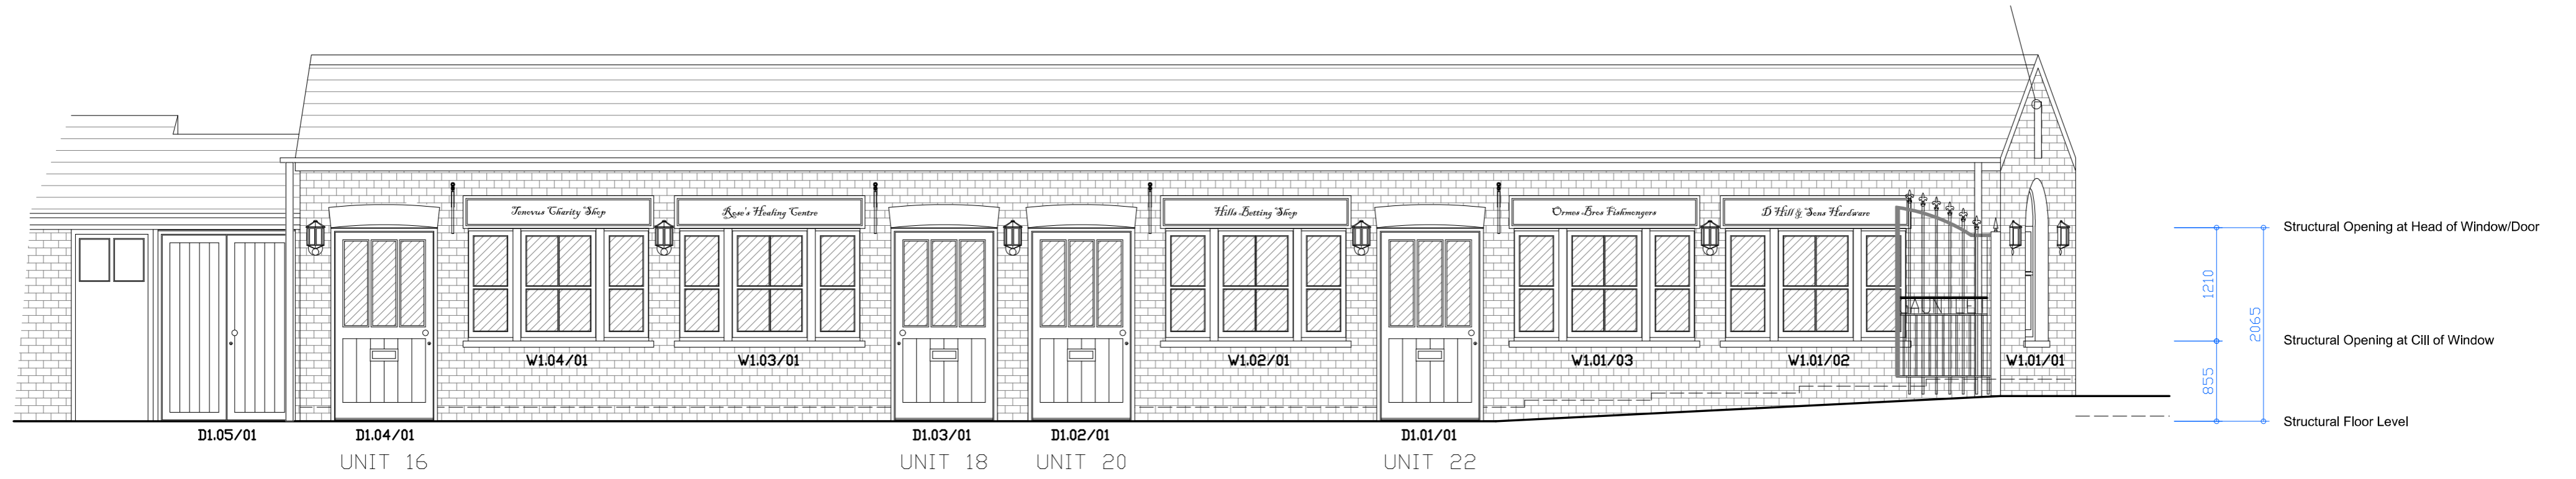 Tenovus Charity Shop
Rose's Healing Centre
Hills Betting Shop
Ormes Bros Fishmongers
D Hill & Sons Hardware
Structural Opening at Head of Window/Door
1210
2065
Structural Opening at Cill of Window
W1.04/01
W1.03/01
W1.02/01
W1.01/03
W1.01/02
W1.01/01
855
Structural Floor Level
D1.05/01
D1.04/01
D1.03/01
D1.02/01
D1.01/01
UNIT 16
UNIT 18
UNIT 20
UNIT 22